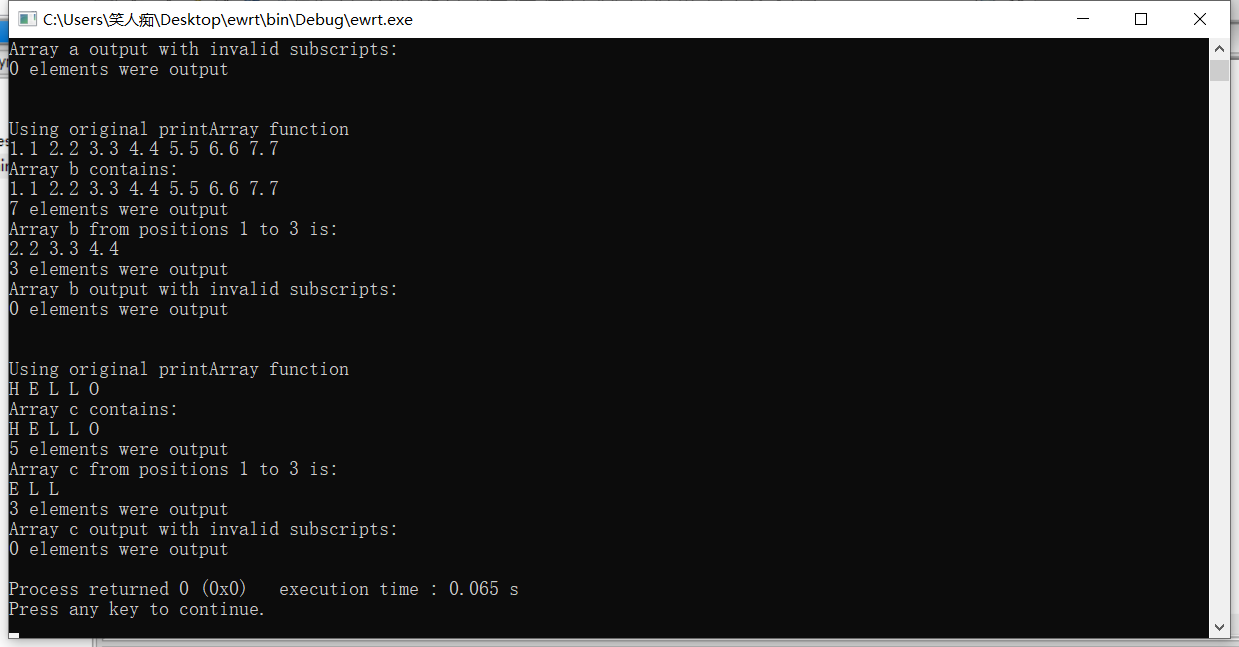 C:\Users\笑人痴\Desktop\ewrt\bin\Debug\ewrt.exe
Array a output with invalid subscripts:
0 elements were output
Using original printArray function
1.1 2.2 3.3 4.4 5.5 6.6 7.7
Array b contains:
1.1 2.2 3.3 4.4 5.5 6.6 7.7
7 elements were output
Array b from positions 1 to 3 is:
2.2 3.3 4.4
3 elements were output
Array b output with invalid subscripts:
0 elements were output
Using original printArray function
H E L L O
Array c contains:
H E L L O
5 elements were output
Array c from positions 1 to 3 is:
E L L
3 elements were output
Array c output with invalid subscripts:
0 elements were output
Process returned 0 (0x0)   execution time : 0.065 s
Press any key to continue.